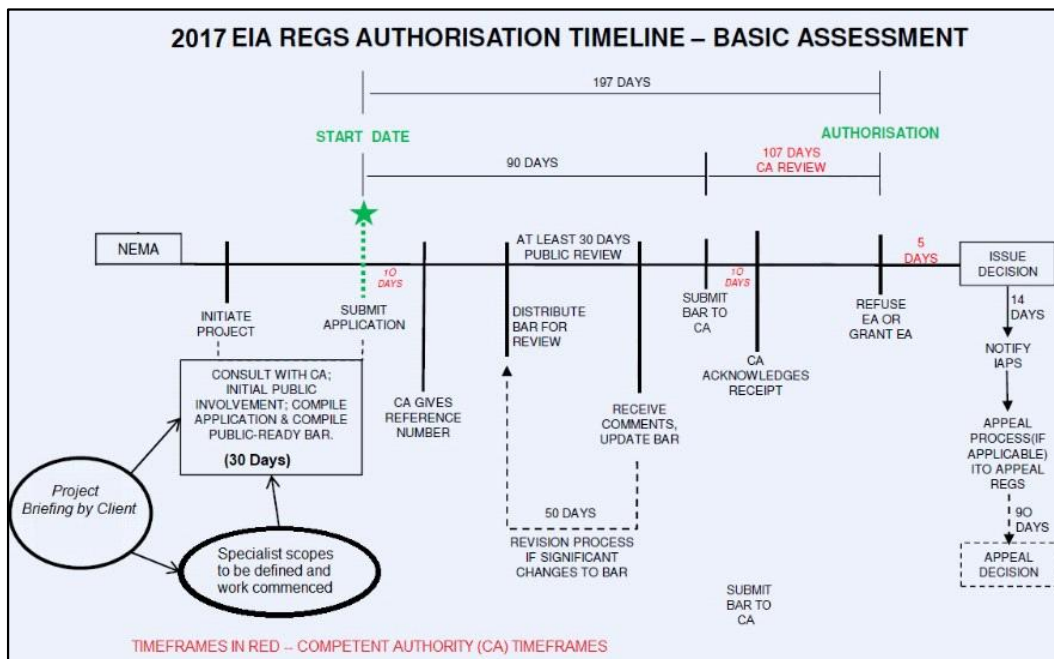 2017 EIA REGS AUTHORISATION TIMELINE – BASIC ASSESSMENT
197 DAYS
START DATE
AUTHORISATION
90 DAYS
107 DAYS
CA REVIEW
NEMA
AT LEAST 30 DAYS
PUBLIC REVIEW
5
DAYS
ISSUE
DECISION
1O
DAYS
1O
DAYS
INITIATE
PROJECT
SUBMIT
APPLICATION
CA GIVES
REFERENCE
NUMBER
DISTRIBUTE
BAR FOR
REVIEW
RECEIVE
COMMENTS,
UPDATE BAR
SUBMIT
BAR TO
CA
CA
ACKNOWLEDGES
RECEIPT
REFUSE
EA OR
GRANT EA
14
DAYS
NOTIFY
IAPS
APPEAL
PROCESS(IF
APPLICABLE)
ITO APPEAL
REGS
9O
DAYS
APPEAL
DECISION
CONSULT WITH CA;
INITIAL PUBLIC
INVOLVEMENT; COMPILE
APPLICATION & COMPILE
PUBLIC-READY BAR.
(30 Days)
Project
Briefing by Client
Specialist scopes
to be defined and
work commenced
50 DAYS
REVISION PROCESS
IF SIGNIFICANT
CHANGES TO BAR
SUBMIT
BAR TO
CA
TIMEFRAMES IN RED -- COMPETENT AUTHORITY (CA) TIMEFRAMES